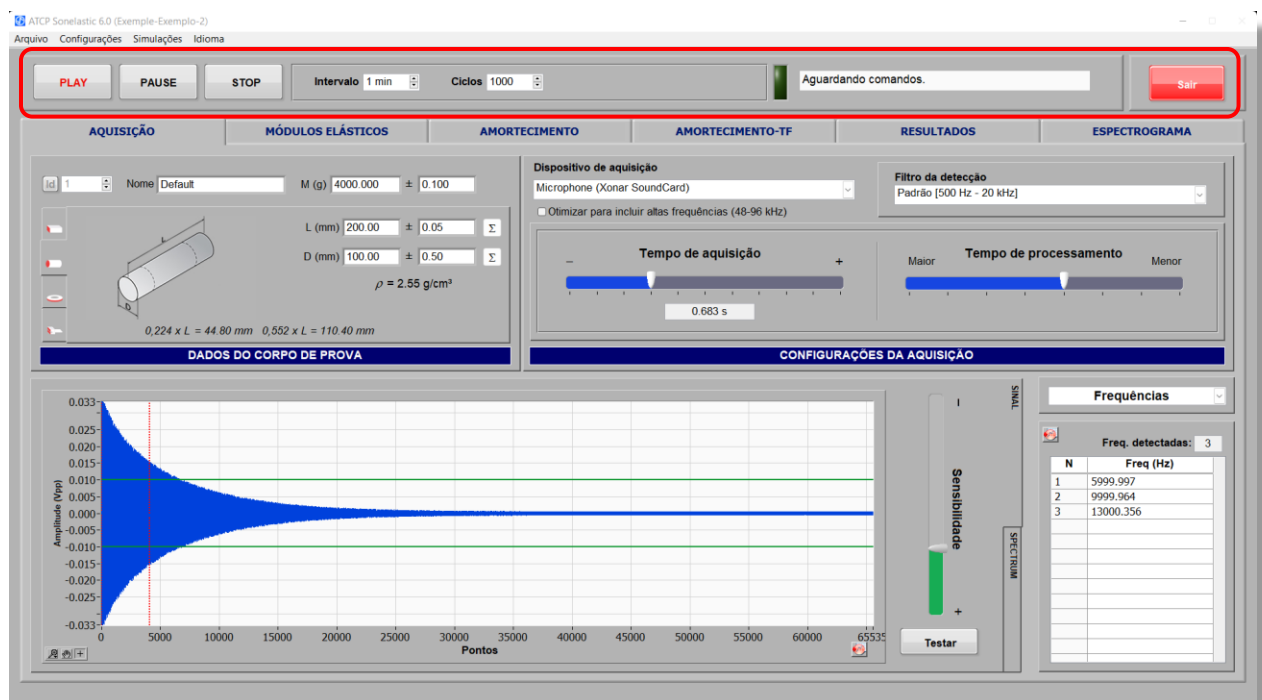 ATCP Sonelastic 6.0 (Exemple-Exemplo-2)
Arquivo Configurações Simulações Idioma
PLAY PAUSE STOP Intervalo 1 min Ciclos 1000 Aguardando comandos. Sair
AQUISIÇÃO MÓDULOS ELÁSTICOS AMORTECIMENTO AMORTECIMENTO-TF RESULTADOS ESPECTROGRAMA
Id 1 Nome Default M (g) 4000.000 ± 0.100
L (mm) 200.00 ± 0.05 Σ
D (mm) 100.00 ± 0.50 Σ
ρ = 2.55 g/cm³
L
D
0,224 x L = 44.80 mm 0,552 x L = 110.40 mm
DADOS DO CORPO DE PROVA
Dispositivo de aquisição
Microphone (Xonar SoundCard)
Otimizar para incluir altas frequências (48-96 kHz)
Filtro da detecção
Padrão [500 Hz - 20 kHz]
– Tempo de aquisição +
0.683 s
Maior Tempo de processamento Menor
CONFIGURAÇÕES DA AQUISIÇÃO
0.033
0.025
0.020
0.015
0.010
0.005
0.000
-0.005
-0.010
-0.015
-0.020
-0.025
-0.033
Amplitude (Vpp)
0 5000 10000 15000 20000 25000 30000 35000 40000 45000 50000 55000 60000 65535
Pontos
–
Sensibilidade
+
Testar
SINAL
SPECTRUM
Frequências
Freq. detectadas: 3
N Freq (Hz)
1 5999.997
2 9999.964
3 13000.356